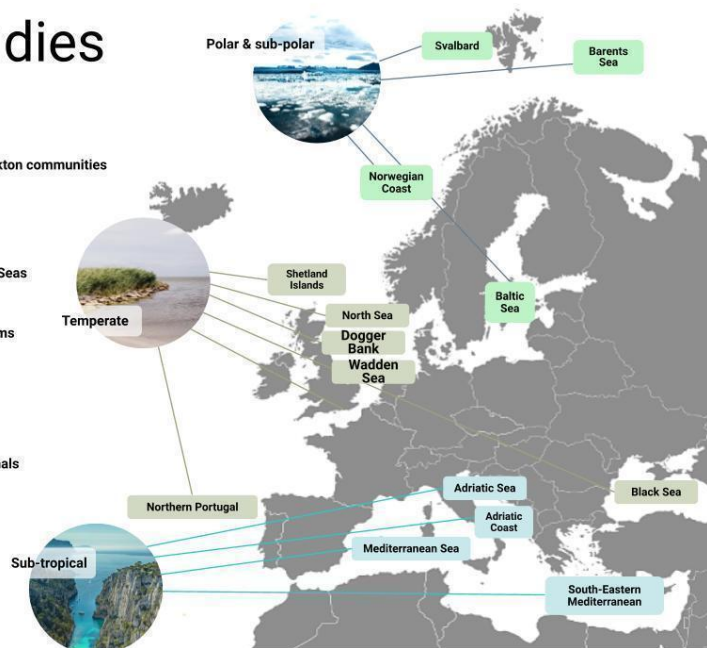 dies
Polar & sub-polar
Svalbard
Barents
Sea
kton communities
Norwegian
Coast
Seas
Shetland
Islands
Baltic
Sea
North Sea
Temperate
ms
Dogger
Bank
Wadden
Sea
nals
Adriatic Sea
Black Sea
Northern Portugal
Adriatic
Coast
Mediterranean Sea
Sub-tropical
South-Eastern
Mediterranean